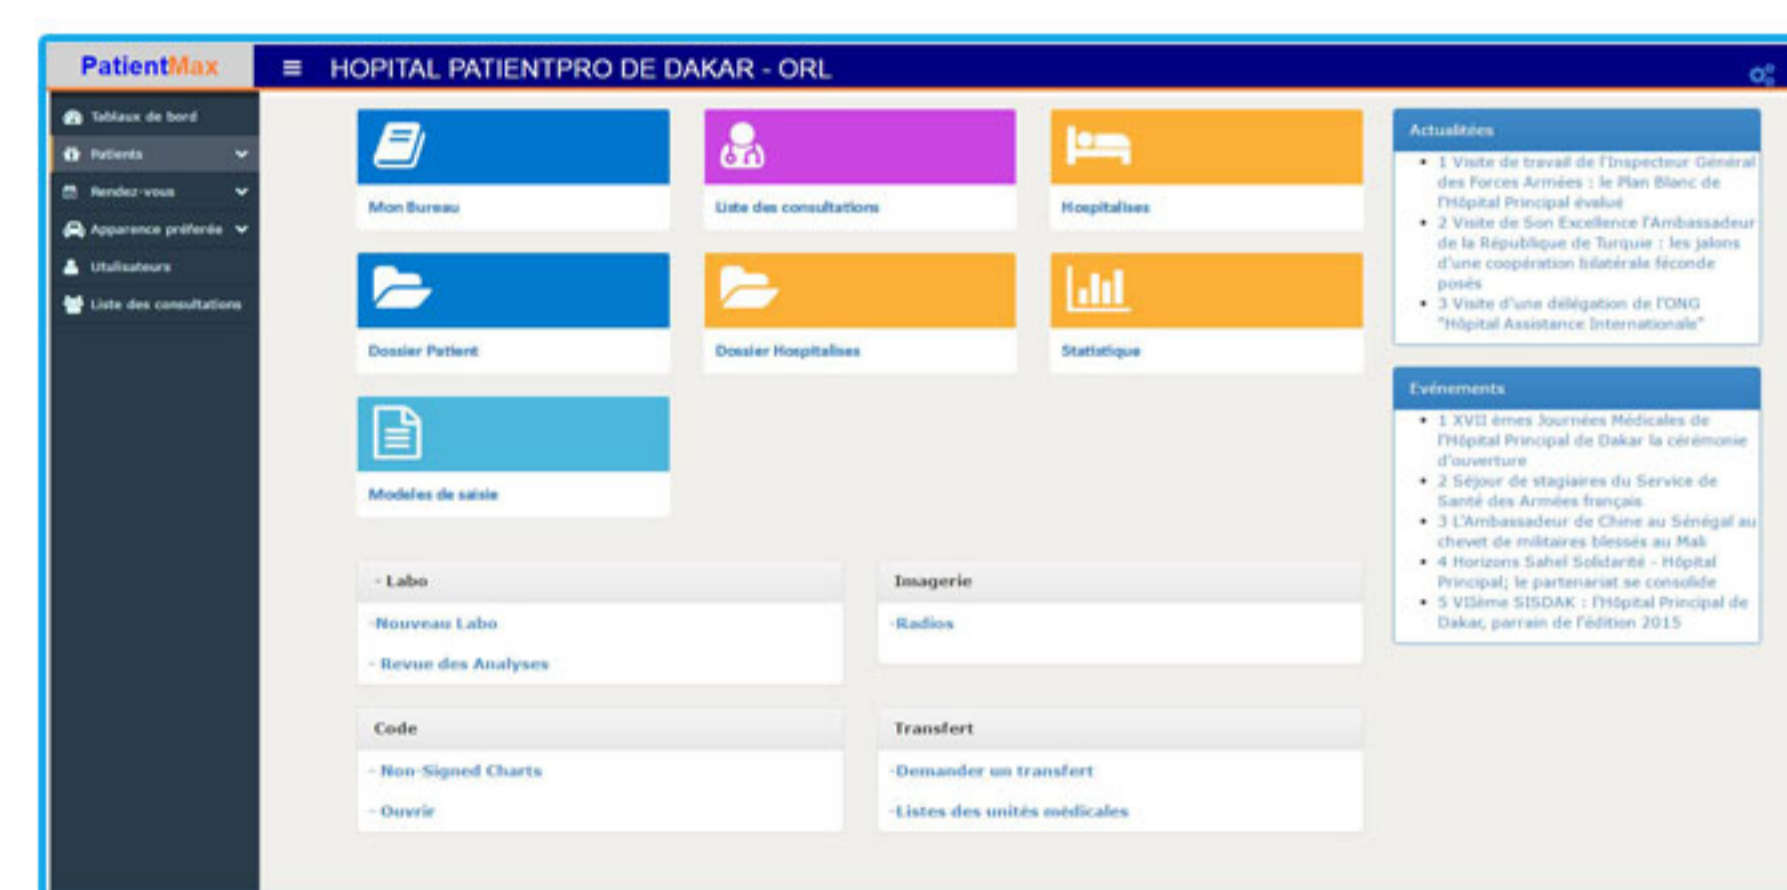 PatientMax
HOPITAL PATIENTPRO DE DAKAR - ORL
Tablaux de bord
Patients
Rendez-vous
Apparence préferée
Utulisateurs
Liste des consultations
Mon Bureau
Liste des consultations
Hospitalises
Dossier Patient
Dossier Hospitalises
Statistique
Modeles de saisie
- Labo
-Nouveau Labo
- Revue des Analyses
Imagerie
-Radios
Code
- Non-Signed Charts
- Ouvrir
Transfert
-Demander un transfert
-Listes des unités médicales
Actualitées
1 Visite de travail de l'Inspecteur Général
des Forces Armées : le Plan Blanc de
l'Hôpital Principal évalué
2 Visite de Son Excellence l'Ambassadeur
de la République de Turquie : les jalons
d'une coopération bilatérale féconde
posés
3 Visite d'une délégation de l'ONG
"Hôpital Assistance Internationale"
Evénements
1 XVII èmes Journées Médicales de
l'Hôpital Principal de Dakar la cérémonie
d'ouverture
2 Séjour de stagiaires du Service de
Santé des Armées français
3 L'Ambassadeur de Chine au Sénégal au
chevet de militaires blessés au Mali
4 Horizons Sahel Solidarité - Hôpital
Principal; le partenariat se consolide
5 VIIème SISDAK : l'Hôpital Principal de
Dakar, parrain de l'édition 2015